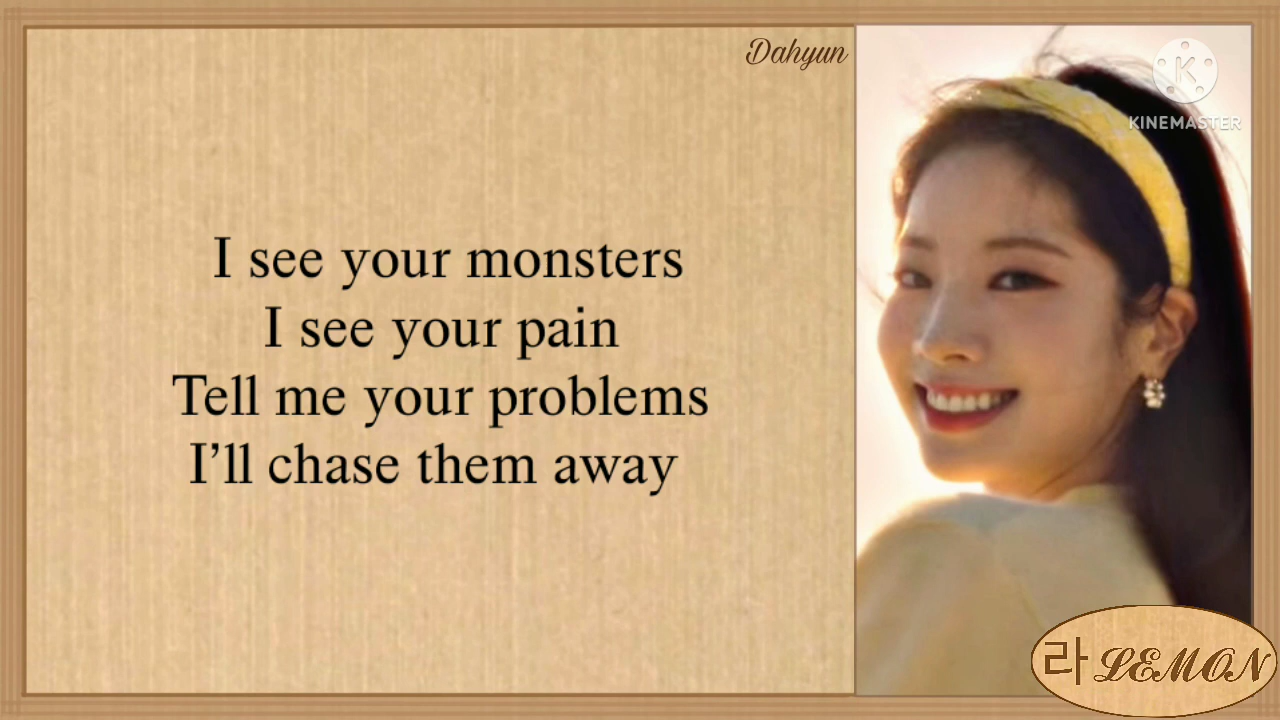 Dahyun
K
KINEMASTER
I see your monsters
I see your pain
Tell me your problems
I’ll chase them away
라 LEMON